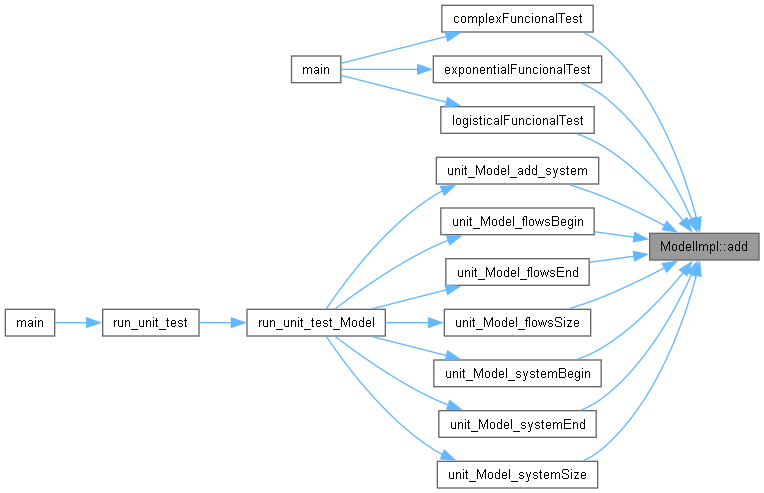 complexFuncionalTest
main
exponentialFuncionalTest
logisticalFuncionalTest
unit_Model_add_system
unit_Model_flowsBegin
ModelImpl::add
unit_Model_flowsEnd
main
run_unit_test
run_unit_test_Model
unit_Model_flowsSize
unit_Model_systemBegin
unit_Model_systemEnd
unit_Model_systemSize